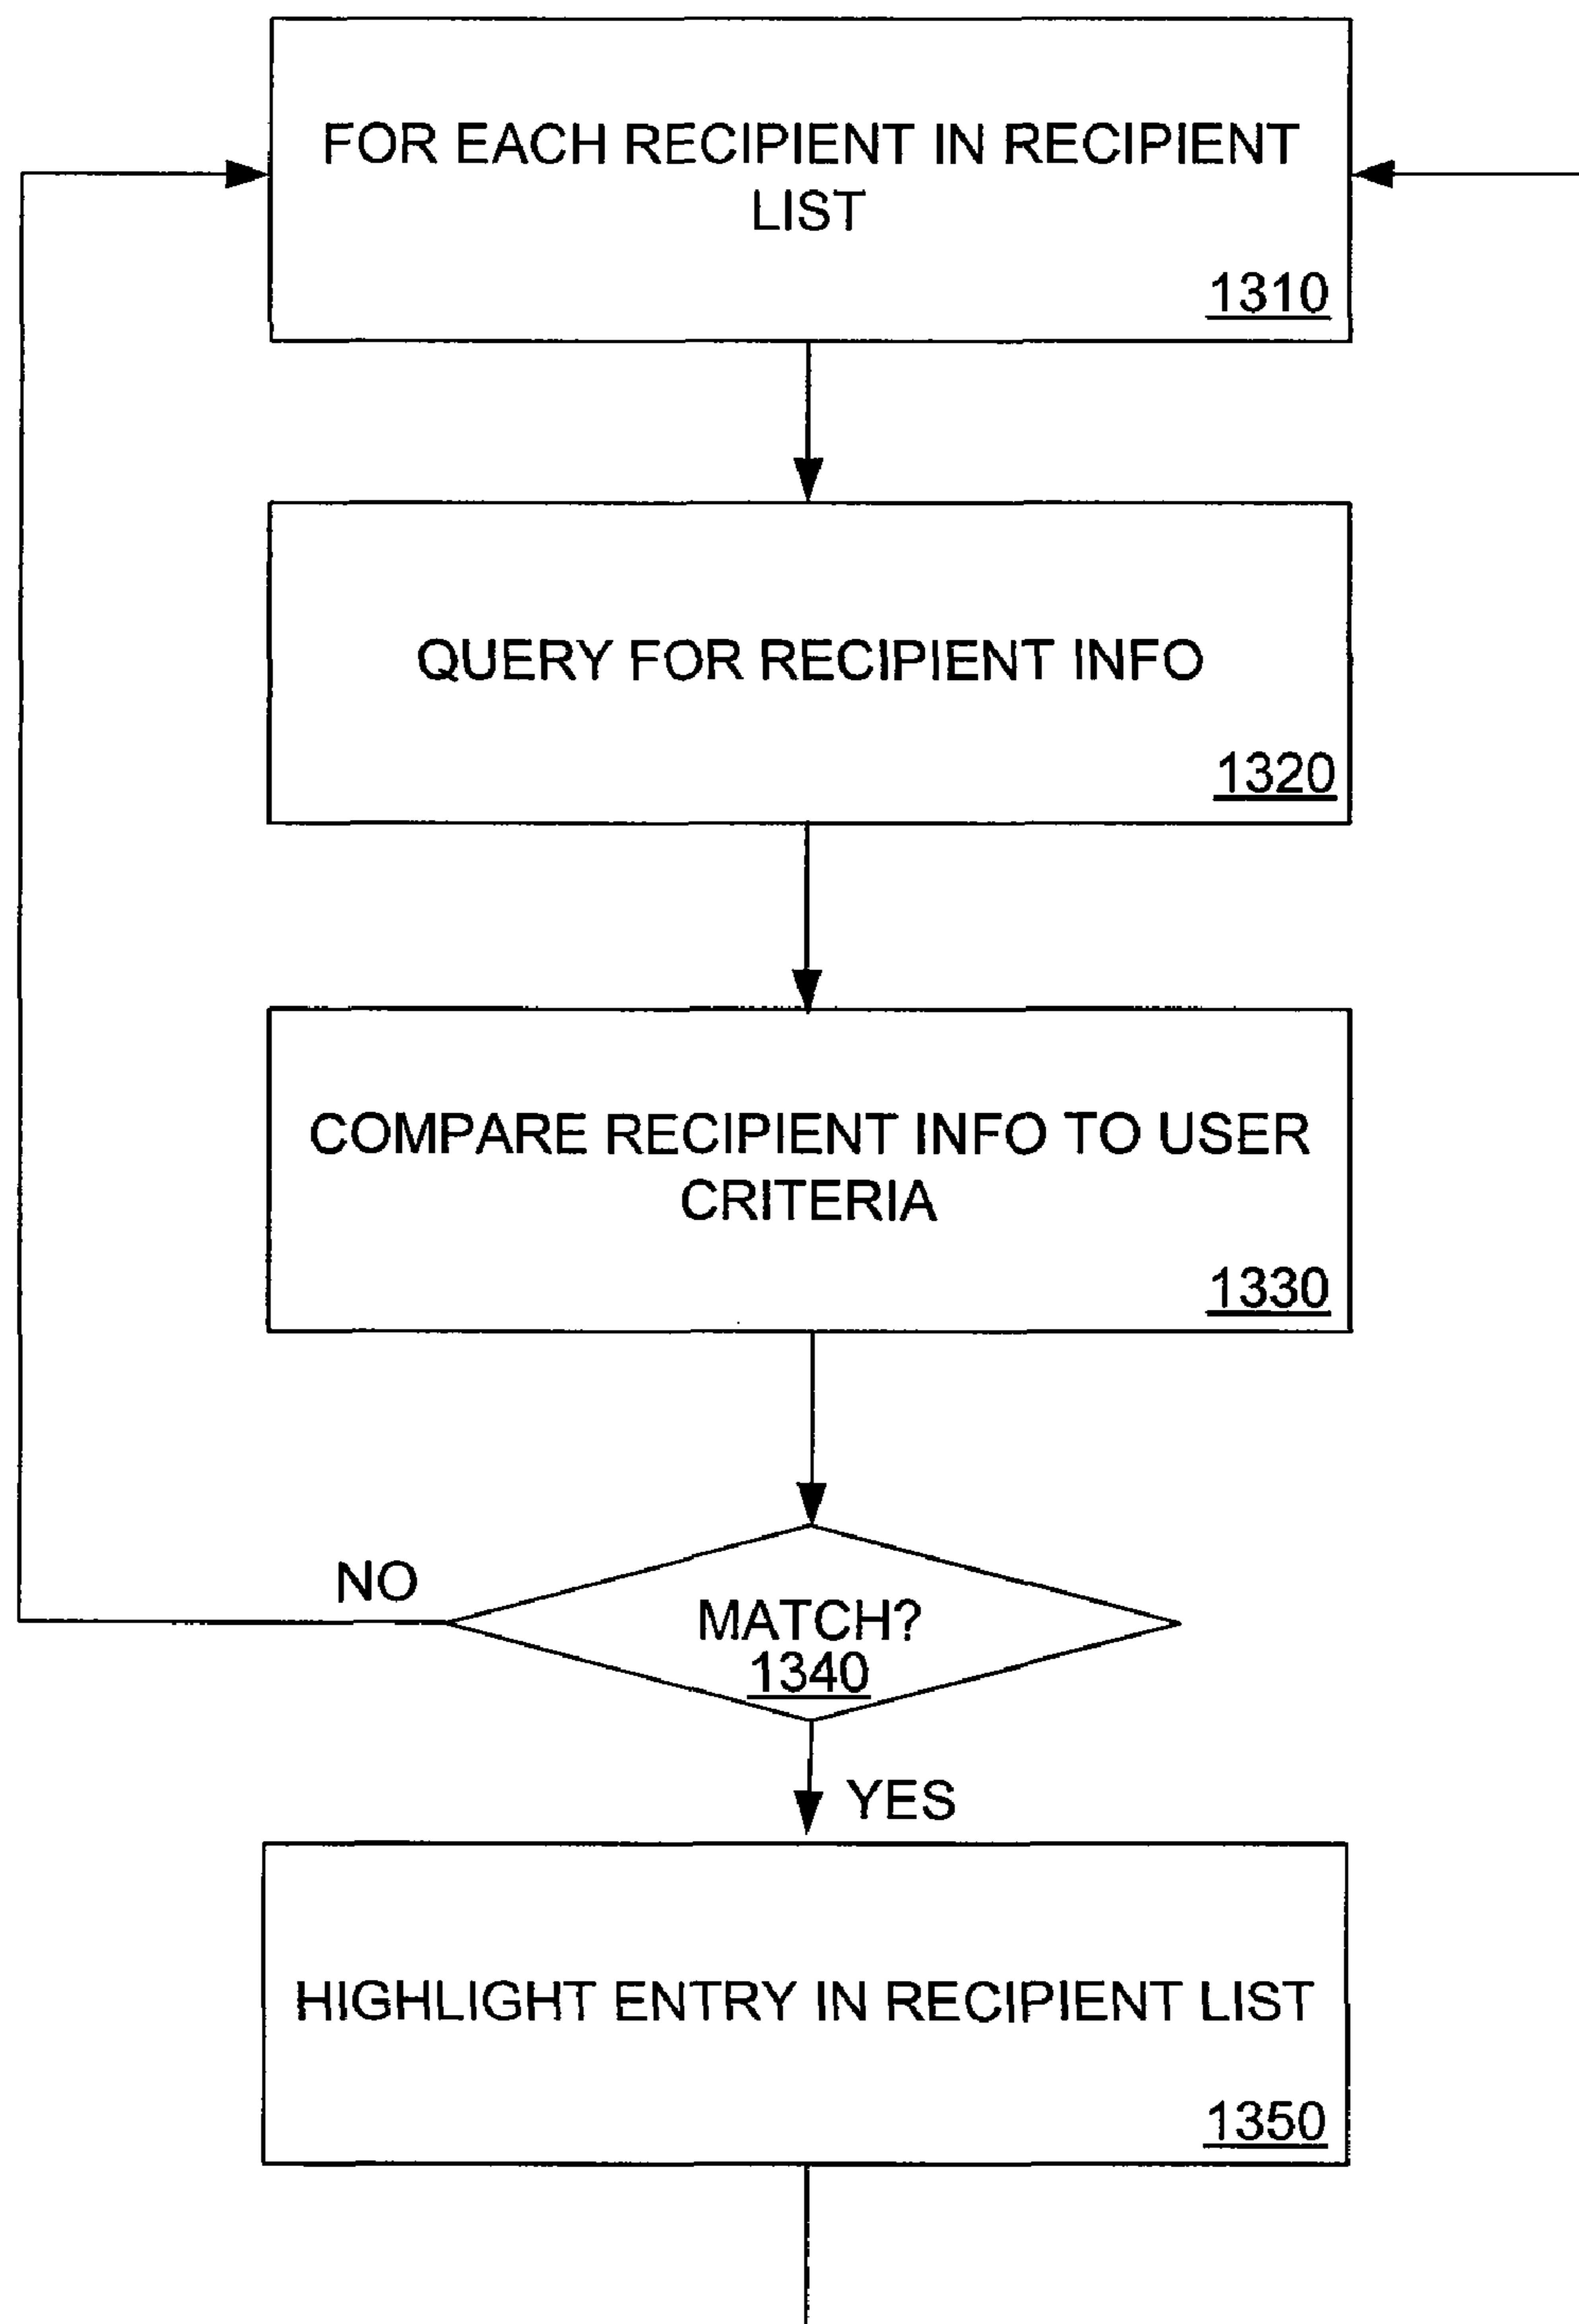 FOR EACH RECIPIENT IN RECIPIENT
LIST
1310
QUERY FOR RECIPIENT INFO
1320
COMPARE RECIPIENT INFO TO USER
CRITERIA
1330
NO
MATCH?
1340
YES
HIGHLIGHT ENTRY IN RECIPIENT LIST
1350